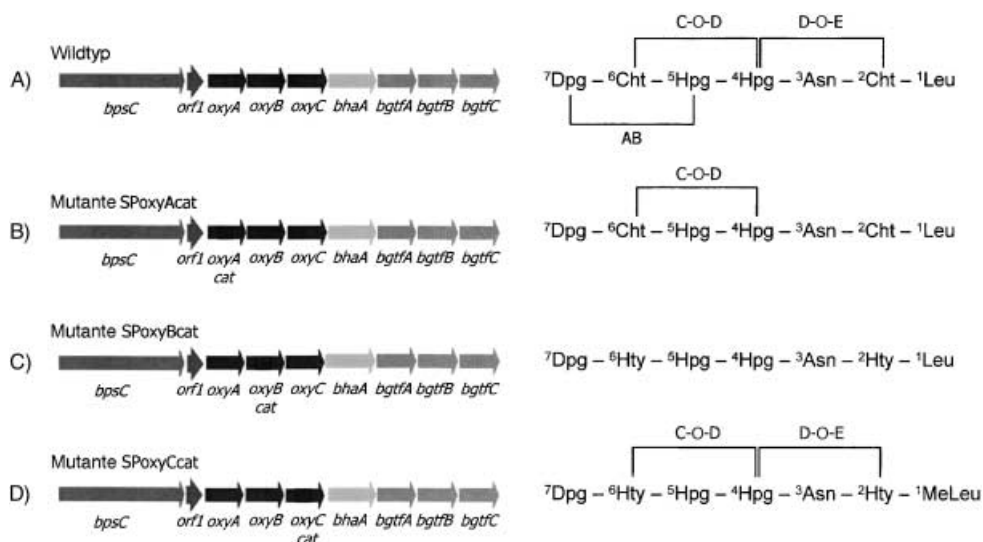 Wildtyp
A)
bpsC orf1 oxyA oxyB oxyC bhaA bgtfA bgtfB bgtfC
C-O-D D-O-E
⁷Dpg – ⁶Cht – ⁵Hpg – ⁴Hpg – ³Asn – ²Cht – ¹Leu
AB
Mutante SPoxyAcat
B)
bpsC orf1 oxyA oxyB oxyC bhaA bgtfA bgtfB bgtfC
cat
C-O-D
⁷Dpg – ⁶Cht – ⁵Hpg – ⁴Hpg – ³Asn – ²Cht – ¹Leu
Mutante SPoxyBcat
C)
bpsC orf1 oxyA oxyB oxyC bhaA bgtfA bgtfB bgtfC
cat
⁷Dpg – ⁶Hty – ⁵Hpg – ⁴Hpg – ³Asn – ²Hty – ¹Leu
Mutante SPoxyCcat
D)
bpsC orf1 oxyA oxyB oxyC bhaA bgtfA bgtfB bgtfC
cat
C-O-D D-O-E
⁷Dpg – ⁶Hty – ⁵Hpg – ⁴Hpg – ³Asn – ²Hty – ¹MeLeu